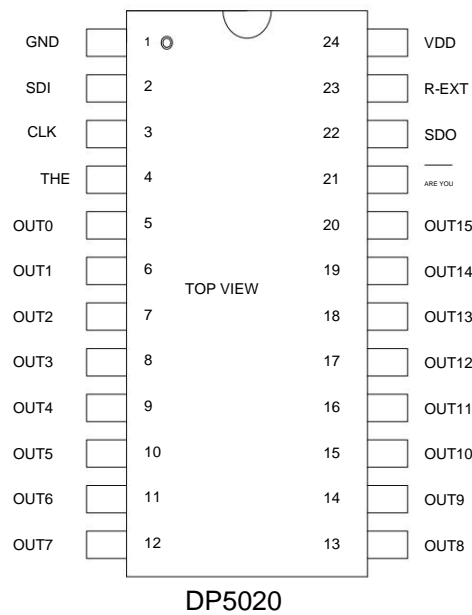 GND 1 24 VDD
SDI 2 23 R-EXT
CLK 3 22 SDO
THE 4 21 ARE YOU
OUT0 5 20 OUT15
OUT1 6 19 OUT14
TOP VIEW
OUT2 7 18 OUT13
OUT3 8 17 OUT12
OUT4 9 16 OUT11
OUT5 10 15 OUT10
OUT6 11 14 OUT9
OUT7 12 13 OUT8
DP5020